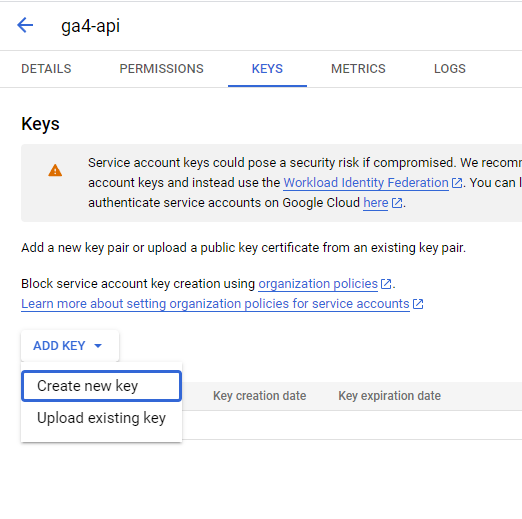 ga4-api
DETAILS PERMISSIONS KEYS METRICS LOGS
Keys
Service account keys could pose a security risk if compromised. We
account keys and instead use the Workload Identity Federation. You can
authenticate service accounts on Google Cloud here.
Add a new key pair or upload a public key certificate from an existing key pair.
Block service account key creation using organization policies.
Learn more about setting organization policies for service accounts
ADD KEY
Create new key
Key creation date Key expiration date
Upload existing key